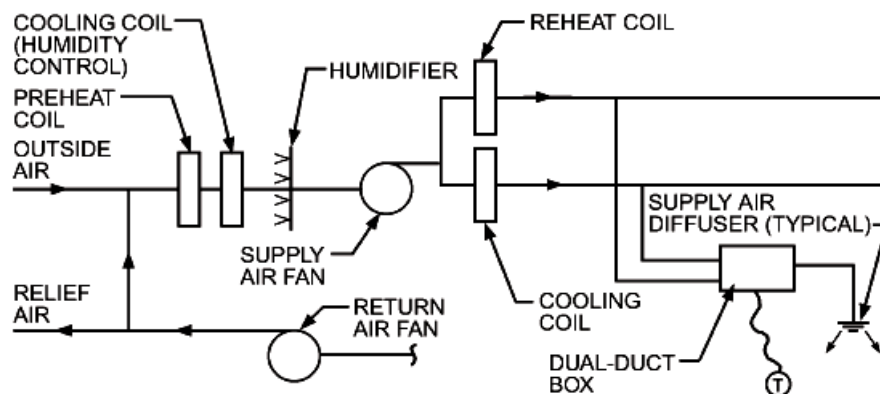 COOLING COIL
(HUMIDITY
CONTROL)
PREHEAT
COIL
OUTSIDE
AIR
HUMIDIFIER
REHEAT COIL
SUPPLY
AIR FAN
SUPPLY AIR
DIFFUSER (TYPICAL)
RELIEF
AIR
RETURN
AIR FAN
COOLING
COIL
DUAL-DUCT
BOX
T